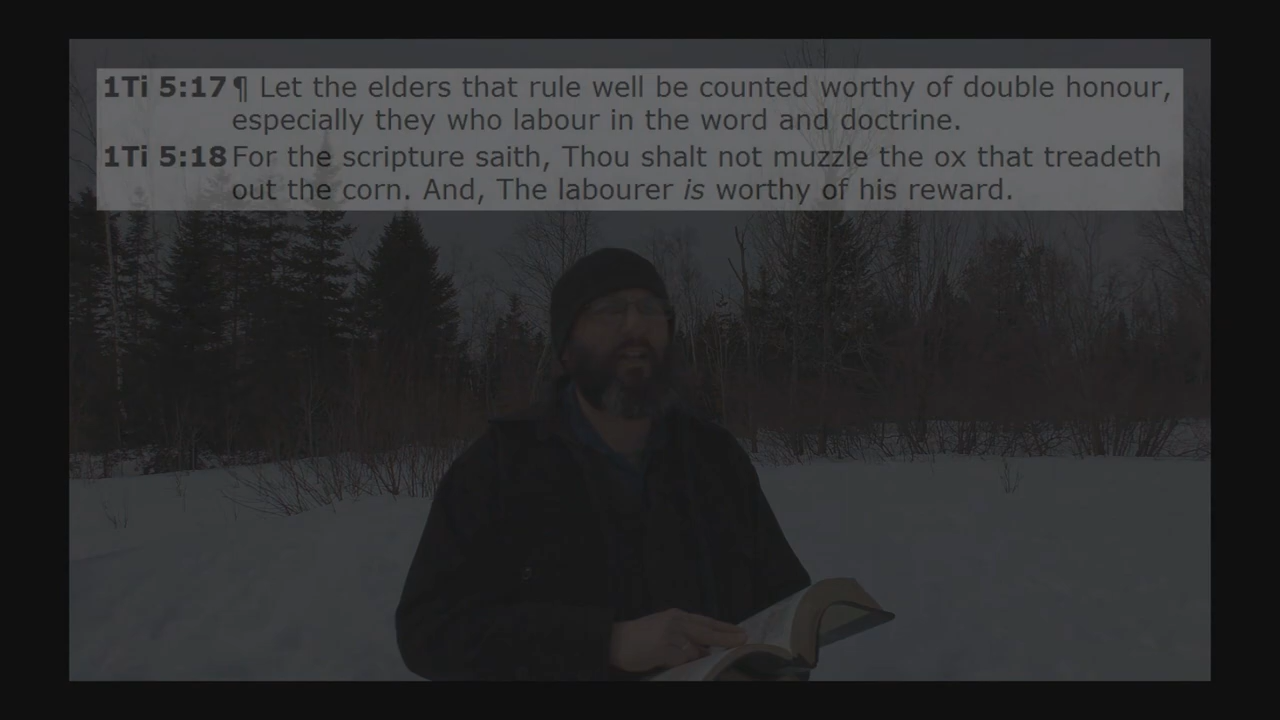 1Ti 5:17 ¶ Let the elders that rule well be counted worthy of double honour,
especially they who labour in the word and doctrine.
1Ti 5:18 For the scripture saith, Thou shalt not muzzle the ox that treadeth
out the corn. And, The labourer is worthy of his reward.